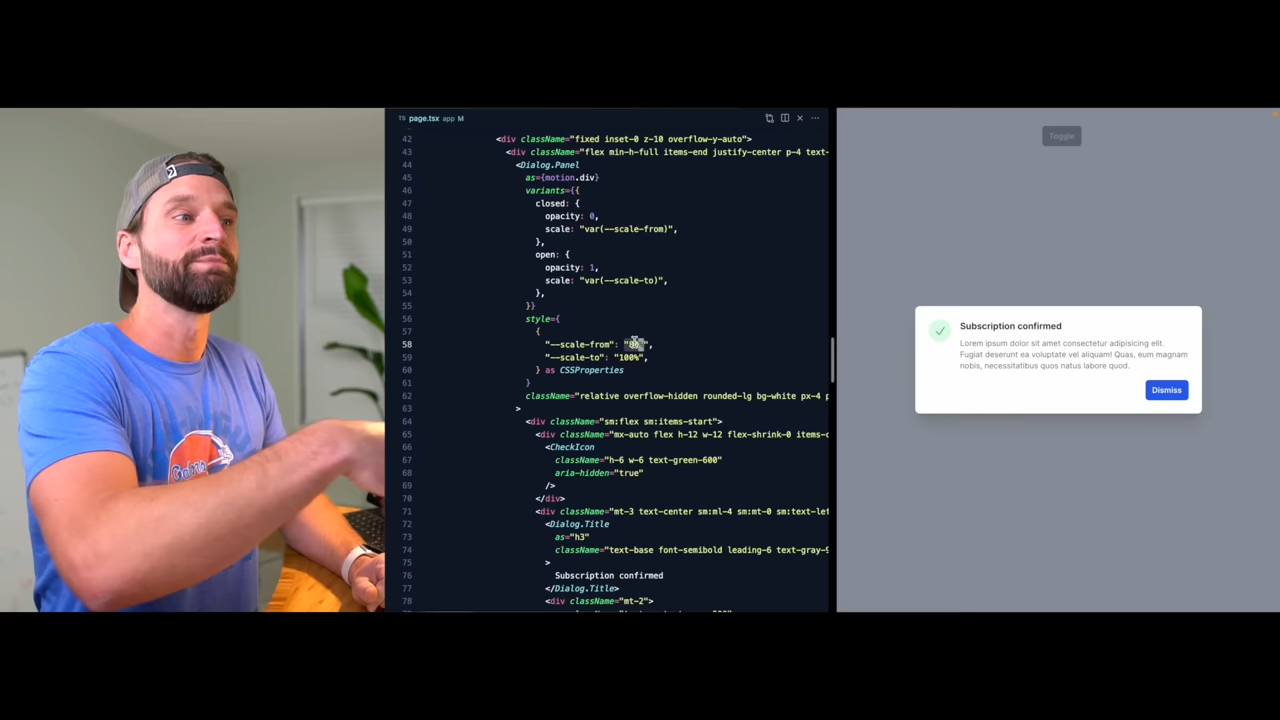 TS page.tsx app M
42 <div className="fixed inset-0 z-10 overflow-y-auto">
43 <div className="flex min-h-full items-end justify-center p-4 text-
44 <Dialog.Panel
45 as={motion.div}
46 variants={{
47 closed: {
48 opacity: 0,
49 scale: "var(--scale-from)",
50 },
51 open: {
52 opacity: 1,
53 scale: "var(--scale-to)",
54 },
55 }}
56 style={
57 {
58 "--scale-from": 
59 "--scale-to": "100%",
60 } as CSSProperties
61 }
62 className="relative overflow-hidden rounded-lg bg-white px-4 p
63 >
64 <div className="sm:flex sm:items-start">
65 <div className="mx-auto flex h-12 w-12 flex-shrink-0 items-c
66 <CheckIcon
67 className="h-6 w-6 text-green-600"
68 aria-hidden="true"
69 />
70 </div>
71 <div className="mt-3 text-center sm:ml-4 sm:mt-0 sm:text-lef
72 <Dialog.Title
73 as="h3"
74 className="text-base font-semibold leading-6 text-gray-9
75 >
76 Subscription confirmed
77 </Dialog.Title>
78 <div className="mt-2">
Toggle
Subscription confirmed
Lorem ipsum dolor sit amet consectetur adipisicing elit.
Fugiat deserunt ea voluptate vel aliquam! Quas, eum magnam
nobis, necessitatibus quos natus labore quod.
Dismiss
Gators